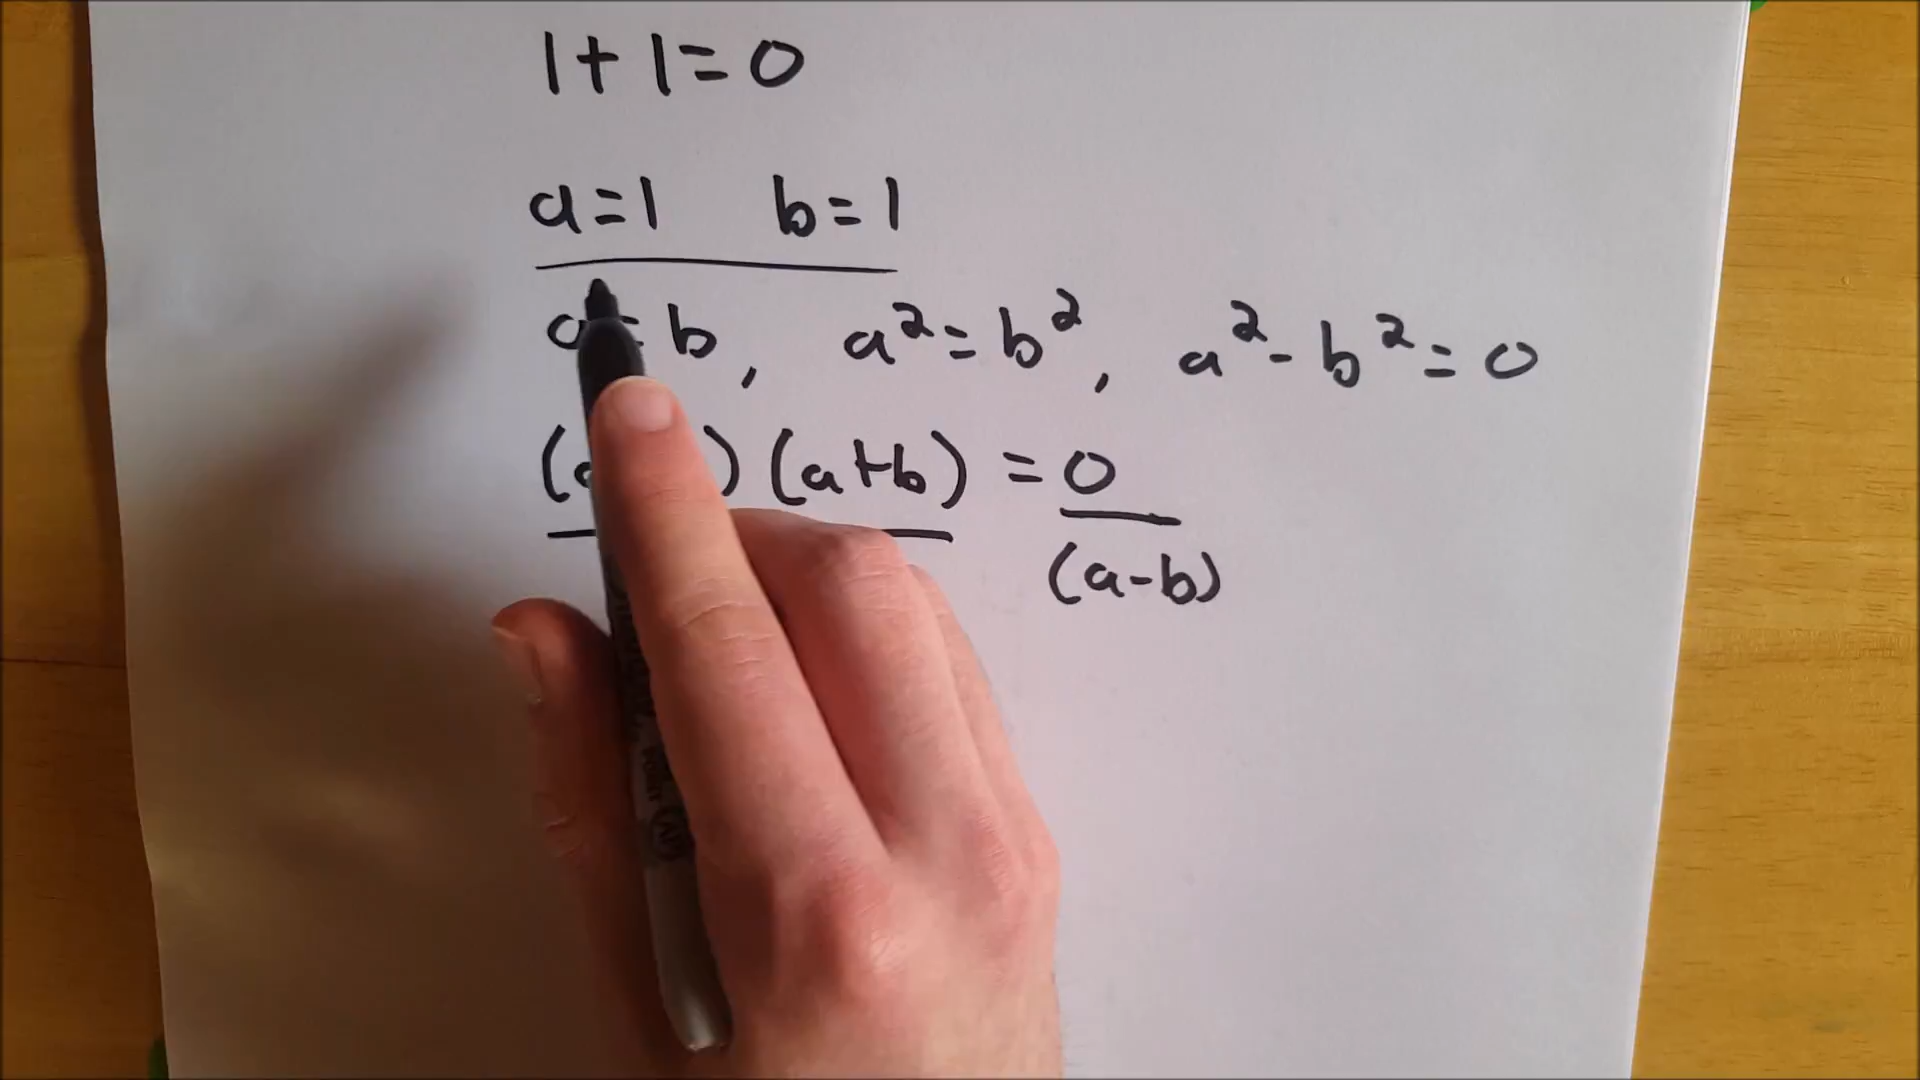 1+1=0
a=1 b=1
a=b, a²=b², a²-b²=0
( ) (a+b) = 0
(a-b)